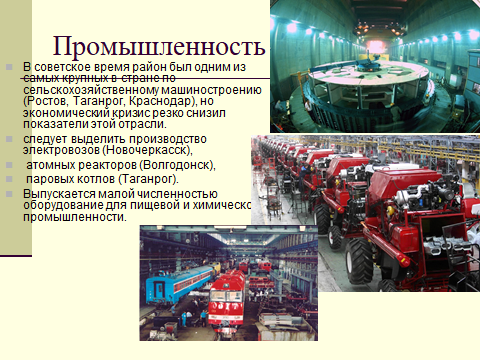 Промышленность
В советское время район был одним из
самых крупных в стране по
сельскохозяйственному машиностроению
(Ростов, Таганрог, Краснодар), но
экономический кризис резко снизил
показатели этой отрасли.
следует выделить производство
электровозов (Новочеркасск),
атомных реакторов (Волгодонск),
паровых котлов (Таганрог).
Выпускается малой численностью
оборудование для пищевой и химическо
промышленности.